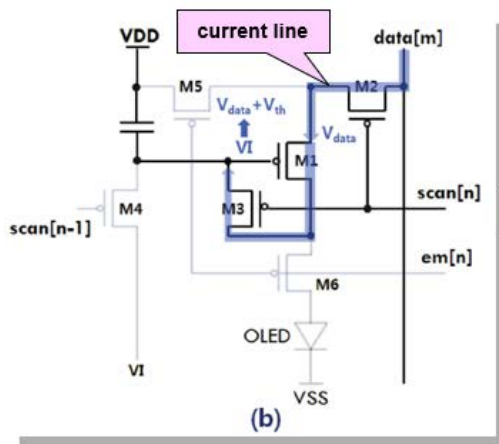 current line
data[m]
VDD
M5
M2
Vdata+Vth
Vdata
VI
M1
M3
M4
scan[n]
scan[n-1]
em[n]
M6
OLED
VI
VSS
(b)